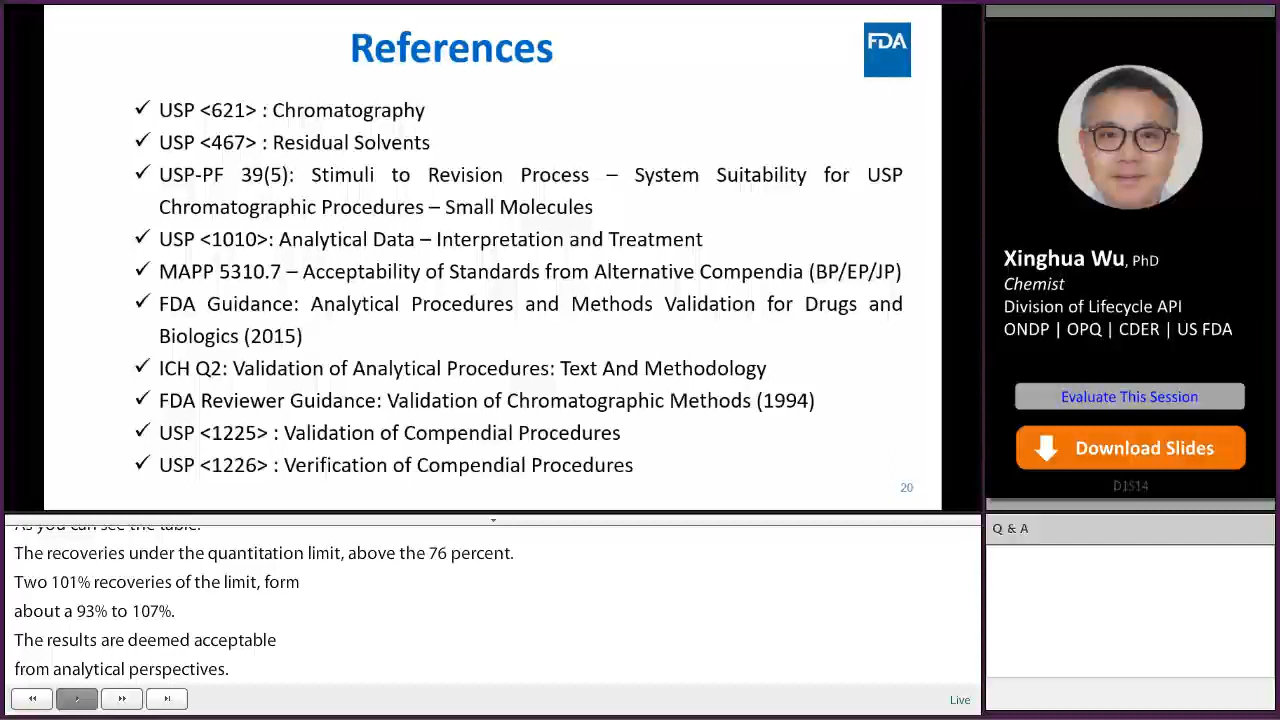 References
FDA
✓ USP <621> : Chromatography
✓ USP <467> : Residual Solvents
✓ USP-PF 39(5): Stimuli to Revision Process – System Suitability for USP
Chromatographic Procedures – Small Molecules
✓ USP <1010>: Analytical Data – Interpretation and Treatment
✓ MAPP 5310.7 – Acceptability of Standards from Alternative Compendia (BP/EP/JP)
✓ FDA Guidance: Analytical Procedures and Methods Validation for Drugs and
Biologics (2015)
✓ ICH Q2: Validation of Analytical Procedures: Text And Methodology
✓ FDA Reviewer Guidance: Validation of Chromatographic Methods (1994)
✓ USP <1225> : Validation of Compendial Procedures
✓ USP <1226> : Verification of Compendial Procedures
20
Xinghua Wu, PhD
Chemist
Division of Lifecycle API
ONDP | OPQ | CDER | US FDA
Evaluate This Session
Download Slides
D1S14
As you can see the table.
The recoveries under the quantitation limit, above the 76 percent.
Two 101% recoveries of the limit, form
about a 93% to 107%.
The results are deemed acceptable
from analytical perspectives.
Live
Q & A